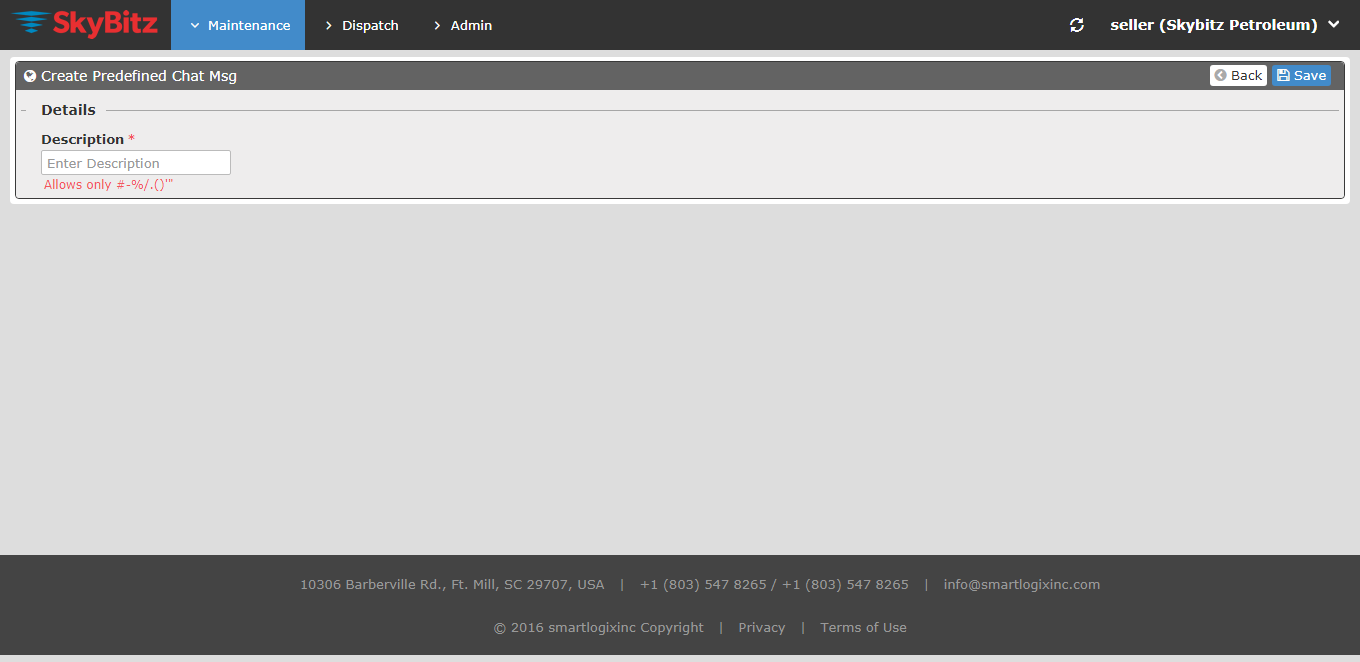 SkyBitz Maintenance Dispatch Admin seller (Skybitz Petroleum)
Create Predefined Chat Msg Back Save
Details
Description *
Enter Description
Allows only #-%/.()'"
10306 Barberville Rd., Ft. Mill, SC 29707, USA | +1 (803) 547 8265 / +1 (803) 547 8265 | info@smartlogixinc.com
© 2016 smartlogixinc Copyright | Privacy | Terms of Use